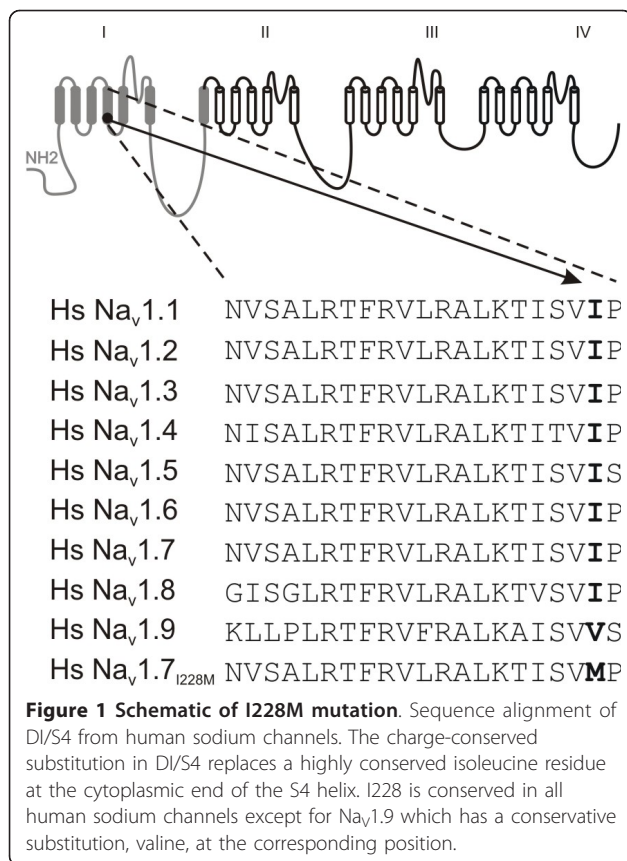 I II III IV
NH2
Hs Nav1.1 NVSALRTFRVLRALKTISVIP
Hs Nav1.2 NVSALRTFRVLRALKTISVIP
Hs Nav1.3 NVSALRTFRVLRALKTISVIP
Hs Nav1.4 NISALRTFRVLRALKTITVIP
Hs Nav1.5 NVSALRTFRVLRALKTISVIS
Hs Nav1.6 NVSALRTFRVLRALKTISVIP
Hs Nav1.7 NVSALRTFRVLRALKTISVIP
Hs Nav1.8 GISGLRTFRVLRALKTVSVIP
Hs Nav1.9 KLLPLRTFRVFRALKAISVVS
Hs Nav1.7I228M NVSALRTFRVLRALKTISVMP
Figure 1 Schematic of I228M mutation. Sequence alignment of
DI/S4 from human sodium channels. The charge-conserved
substitution in DI/S4 replaces a highly conserved isoleucine residue
at the cytoplasmic end of the S4 helix. I228 is conserved in all
human sodium channels except for NaV1.9 which has a conservative
substitution, valine, at the corresponding position.